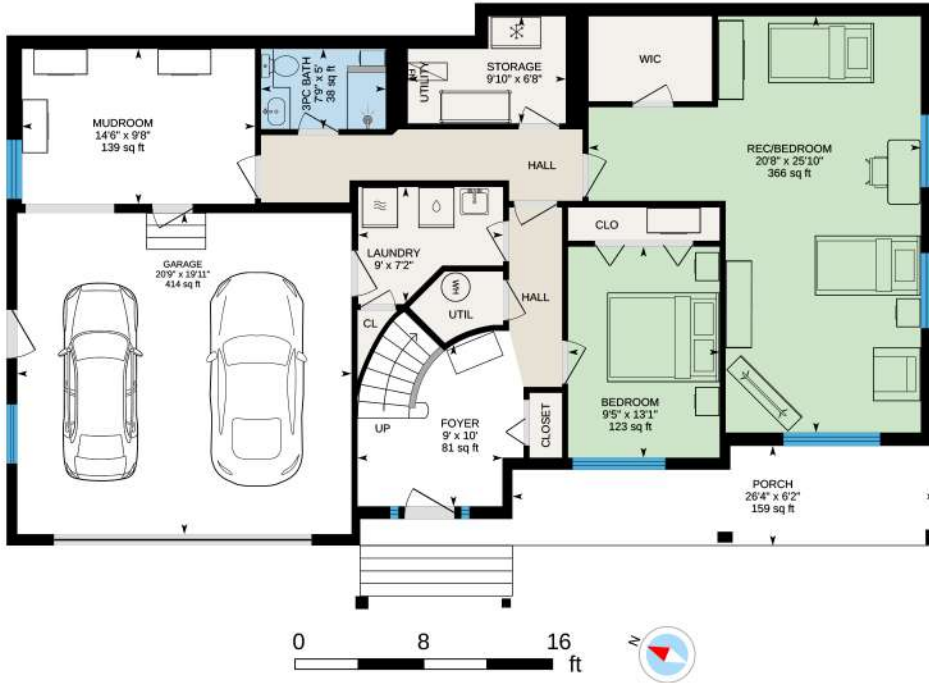 STORAGE
9'10" x 6'8"
UTILITY
WIC
3PC BATH
7'9" x 5'
38 sq ft
MUDROOM
14'6" x 9'8"
139 sq ft
REC/BEDROOM
20'8" x 25'10"
366 sq ft
HALL
CLO
LAUNDRY
9' x 7'2"
GARAGE
20'9" x 19'11"
414 sq ft
WH
UTIL
HALL
CL
UP
FOYER
9' x 10'
81 sq ft
CLOSET
BEDROOM
9'5" x 13'1"
123 sq ft
PORCH
26'4" x 6'2"
159 sq ft
0 8 16
ft
N